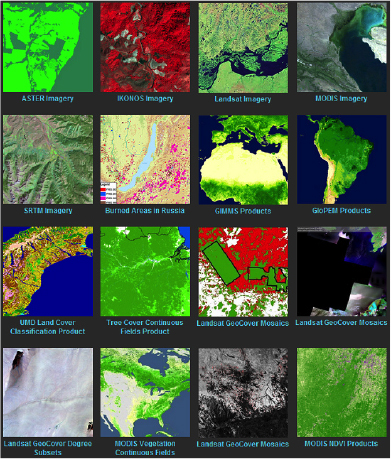 ASTER Imagery
IKONOS Imagery
Landsat Imagery
MODIS Imagery
SRTM Imagery
Burned Areas in Russia
GIMMS Products
GloPEM Products
UMD Land Cover
Classification Product
Tree Cover Continuous
Fields Product
Landsat GeoCover Mosaics
Landsat GeoCover Mosaics
Landsat GeoCover Degree
Subsets
MODIS Vegetation
Continuous Fields
Landsat GeoCover Mosaics
MODIS NDVI Products